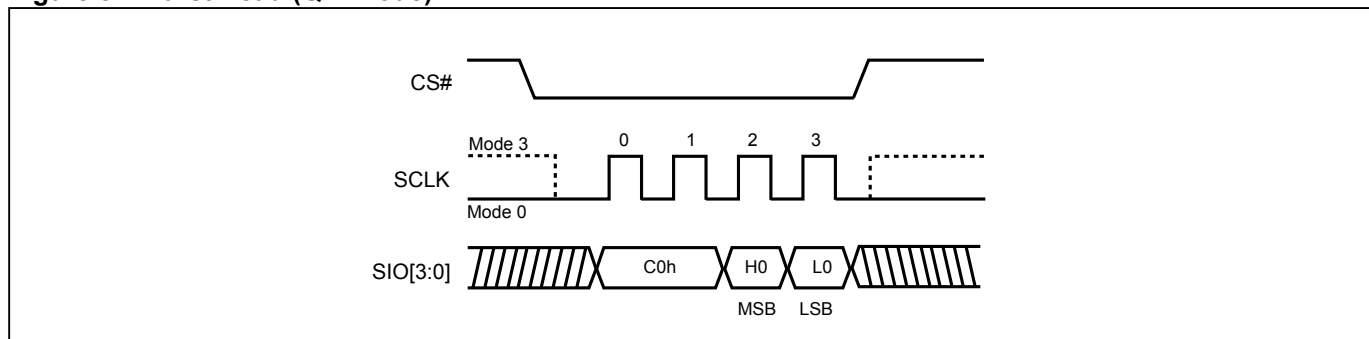 CS#
Mode 3
0 1 2 3
SCLK
Mode 0
SIO[3:0]
C0h H0 L0
MSB LSB